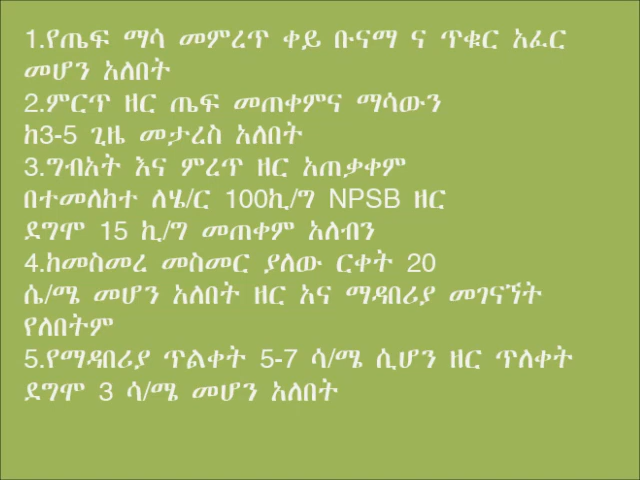 1.የጤፍ ማሳ መምረጥ ቀይ ቡናማ ና ጥቁር አፈር
መሆን አለበት
2.ምርጥ ዘር ጤፍ መጠቀምና ማሳውን
ከ3-5 ጊዜ መታረስ አለበት
3.ግብአት እና ምረጥ ዘር አጠቃቀም
በተመለከተ ለሄ/ር 100ኪ/ግ NPSB ዘር
ደግሞ 15 ኪ/ግ መጠቀም አለብን
4.ከመስመረ መስመር ያለው ርቀት 20
ሴ/ሜ መሆን አለበት ዘር እና ማዳበሪያ መገናኘት
የለበትም
5.የማዳበሪያ ጥልቀት 5-7 ሳ/ሜ ሲሆን ዘር ጥለቀት
ደግሞ 3 ሳ/ሜ መሆን አለበት